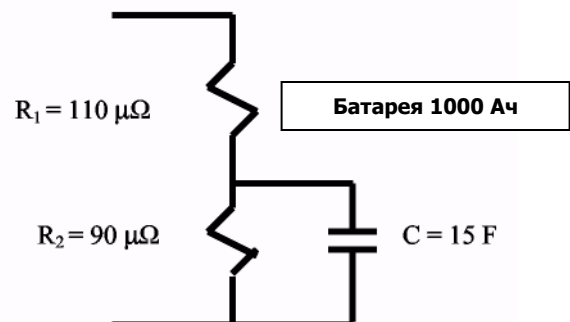 R₁ = 110 μΩ
Батарея 1000 Ач
R₂ = 90 μΩ
C = 15 F